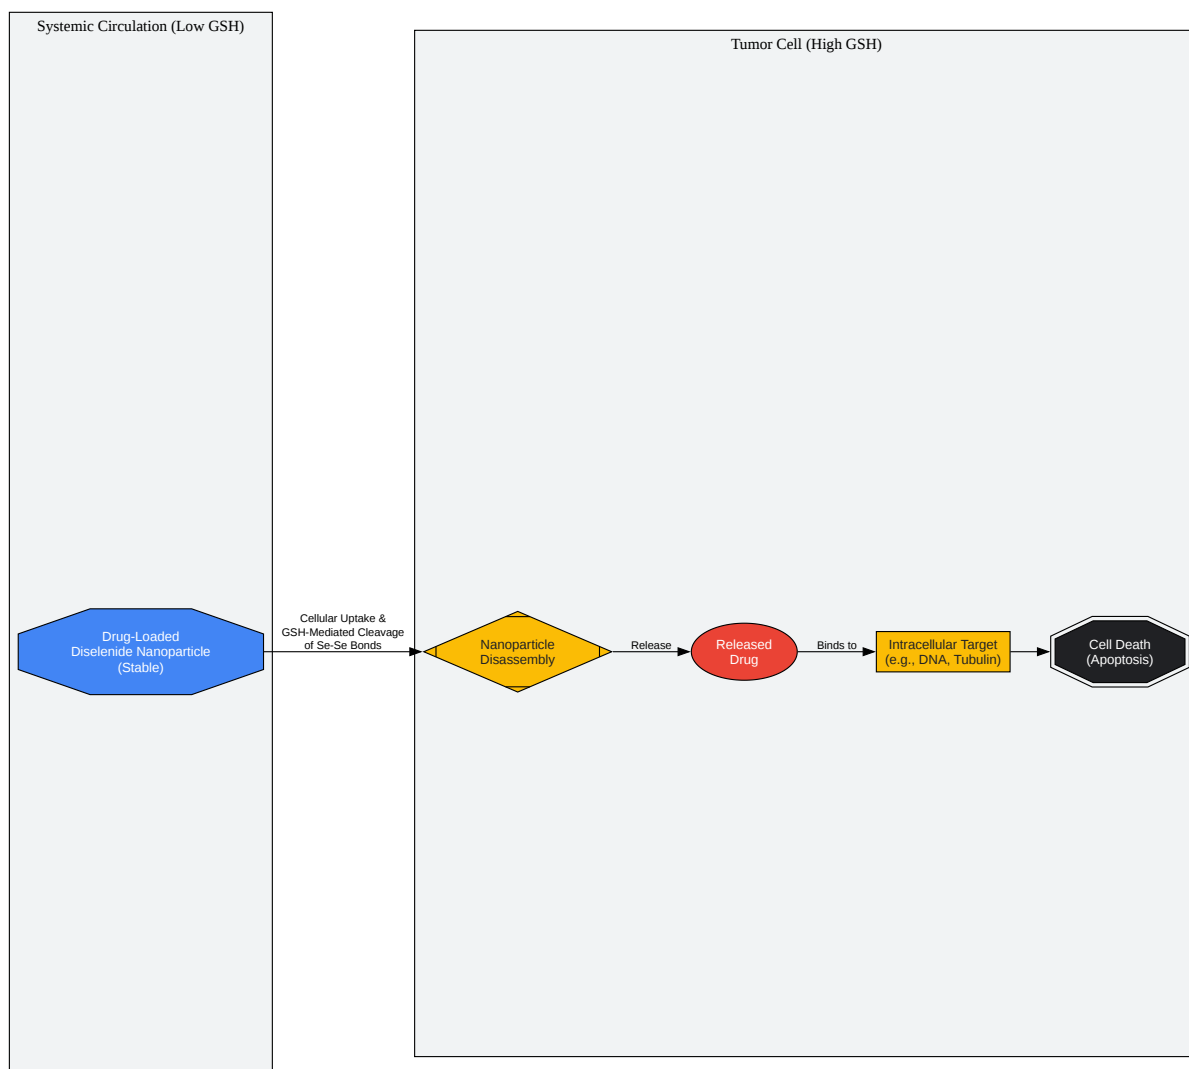 Systemic Circulation (Low GSH)
Tumor Cell (High GSH)
Drug-Loaded
Diselenide Nanoparticle
(Stable)
Cellular Uptake &
GSH-Mediated Cleavage
of Se-Se Bonds
Nanoparticle
Disassembly
Release
Released
Drug
Binds to
Intracellular Target
(e.g., DNA, Tubulin)
Cell Death
(Apoptosis)